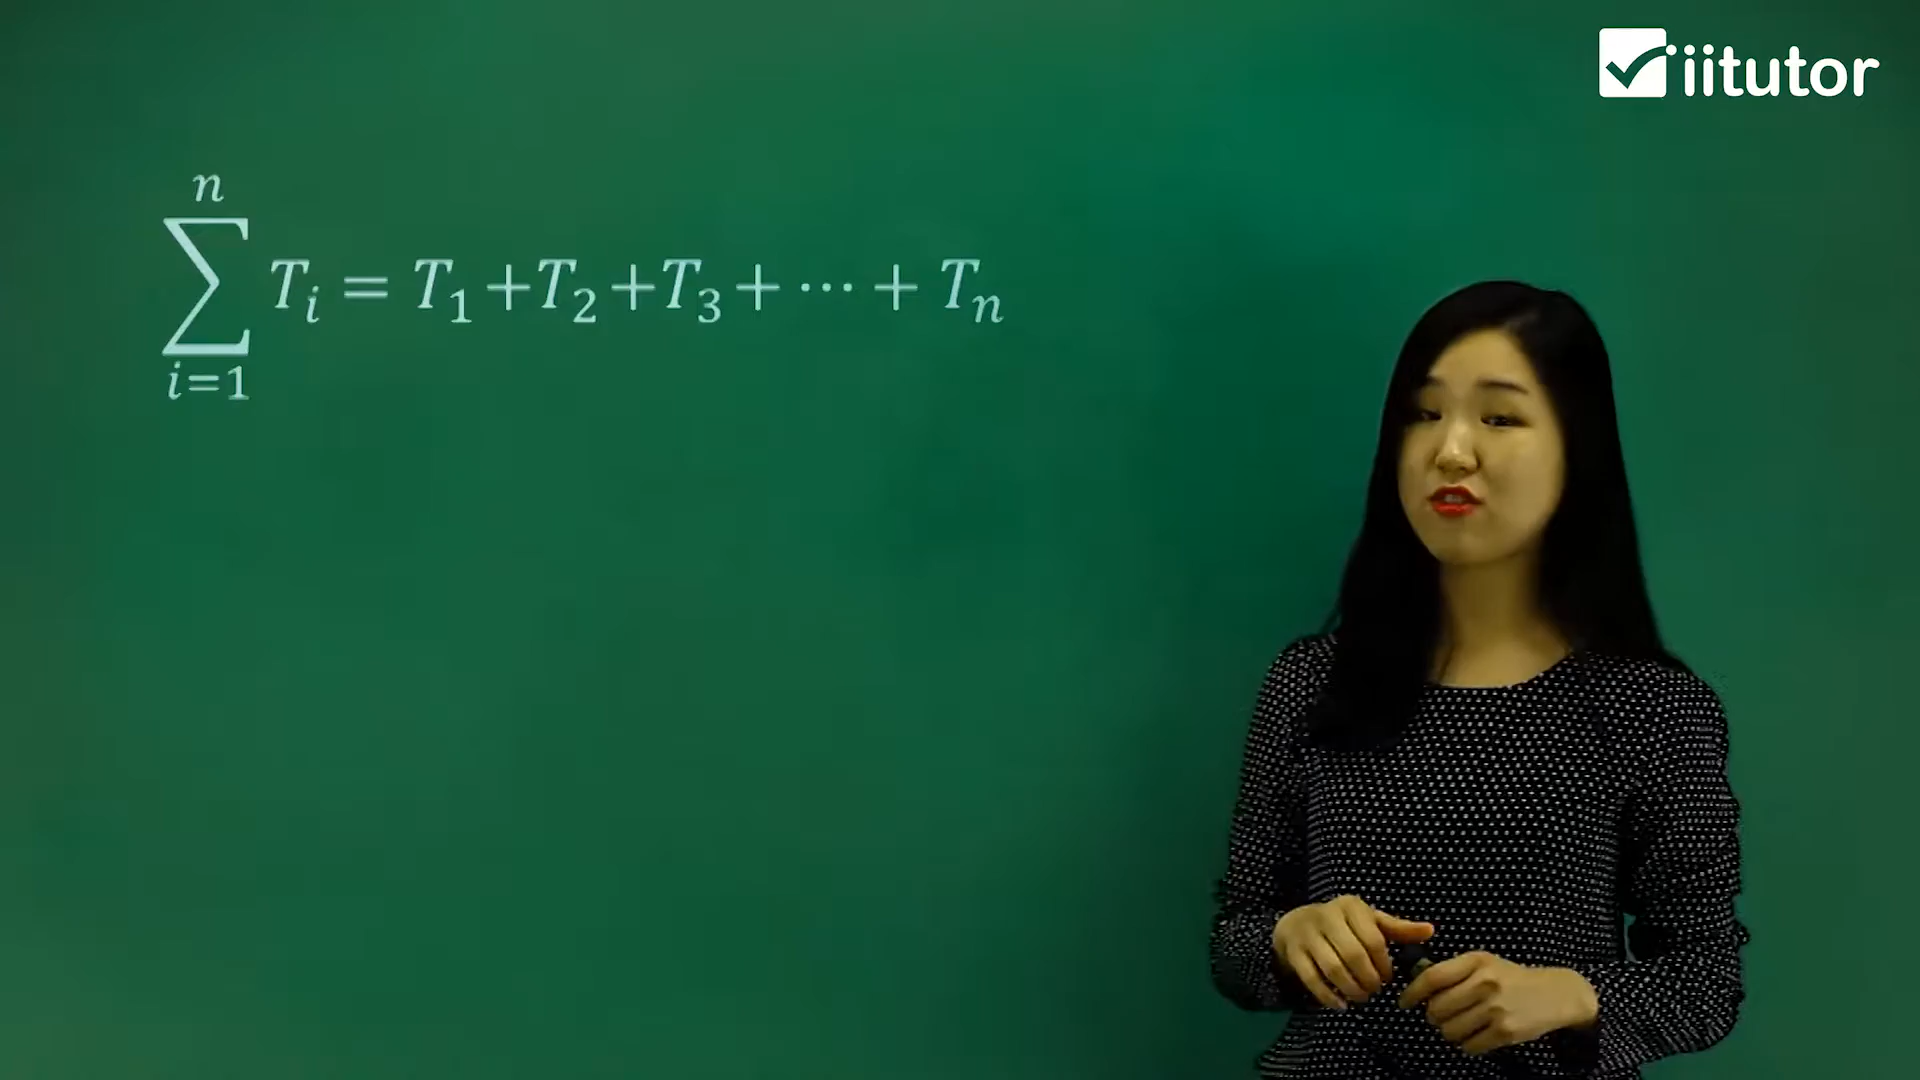 iitutor
n
∑ T_i = T_1 + T_2 + T_3 + ⋯ + T_n
i=1